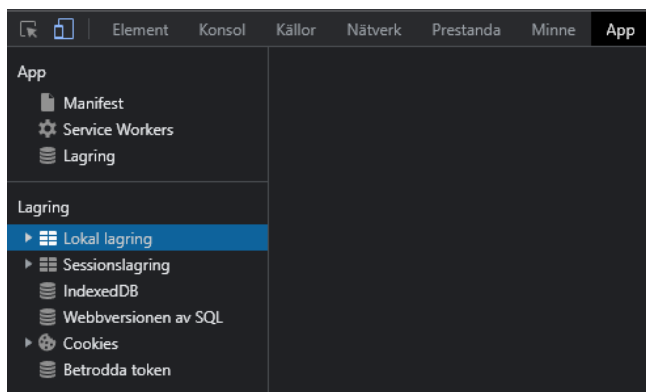 Element Konsol Källor Nätverk Prestanda Minne App
App
Manifest
Service Workers
Lagring
Lagring
Lokal lagring
Sessionslagring
IndexedDB
Webbversionen av SQL
Cookies
Betrodda token